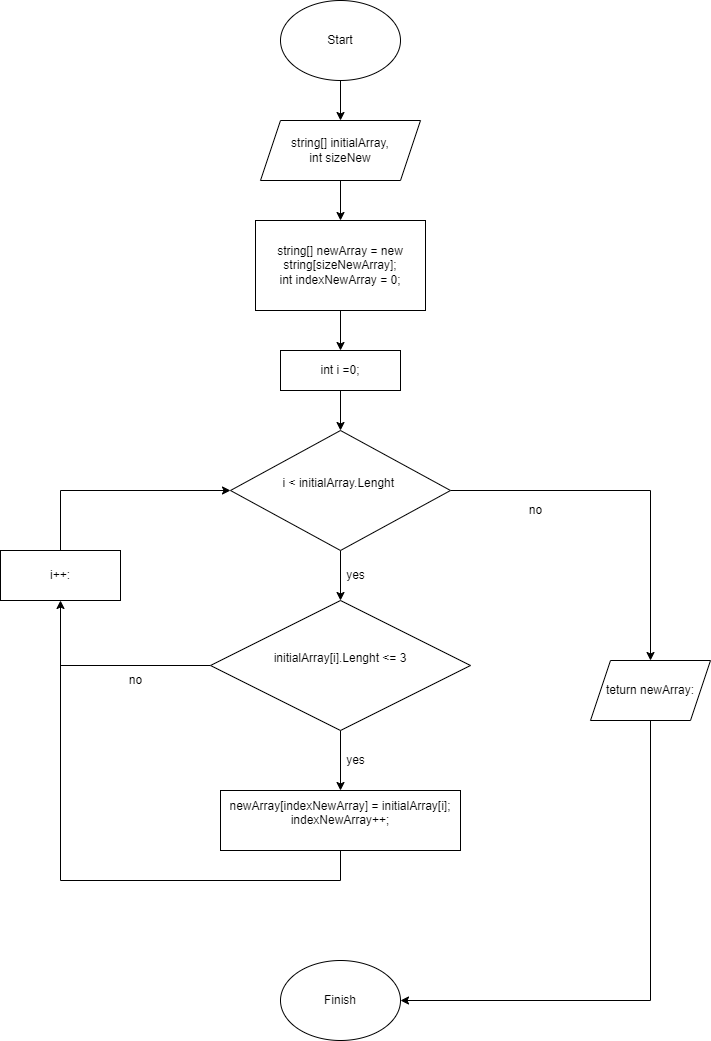 Start
string[] initialArray,
int sizeNew
string[] newArray = new
string[sizeNewArray];
int indexNewArray = 0;
int i =0;
i < initialArray.Lenght
no
i++:
yes
initialArray[i].Lenght <= 3
no
teturn newArray:
yes
newArray[indexNewArray] = initialArray[i];
indexNewArray++;
Finish